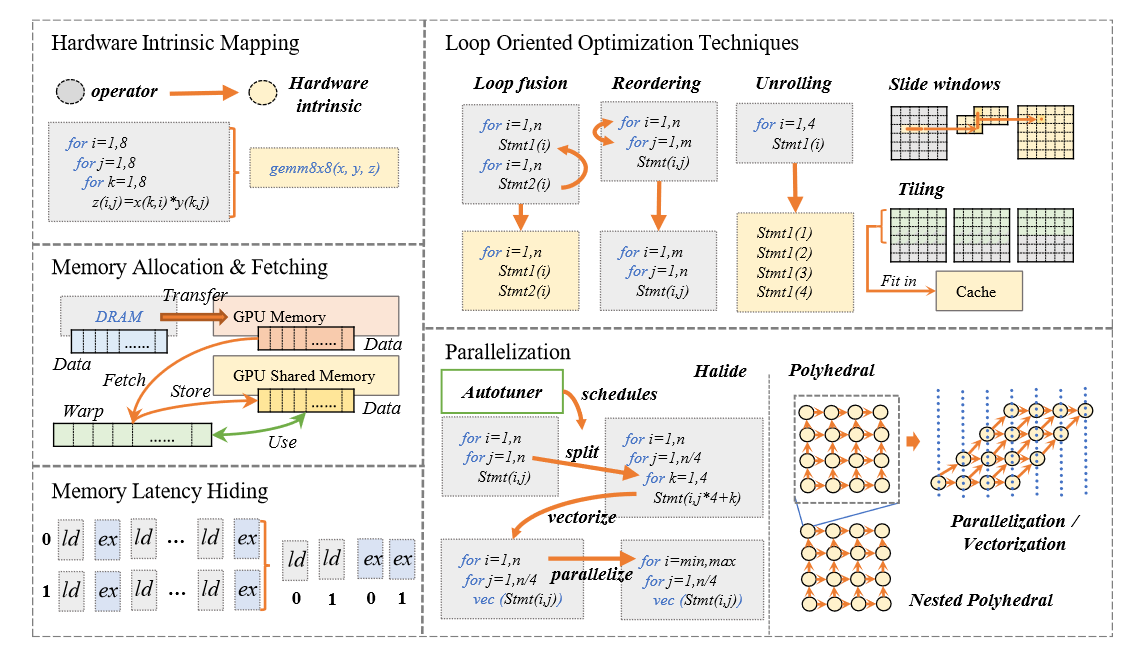 Hardware Intrinsic Mapping
operator
Hardware
intrinsic
for i=1,8
for j=1,8
for k=1,8
z(i,j)=x(k,i)*y(k,j)
gemm8x8(x, y, z)
Memory Allocation & Fetching
Transfer
DRAM
GPU Memory
......
......
Data
Data
Fetch
GPU Shared Memory
Store
......
Data
Warp
......
Use
Memory Latency Hiding
0 ld ex ld ... ld ex
1 ld ex ld ... ld ex
ld ld ex ex
0 1 0 1
Loop Oriented Optimization Techniques
Loop fusion
for i=1,n
Stmt1(i)
for i=1,n
Stmt2(i)
for i=1,n
Stmt1(i)
Stmt2(i)
Reordering
for i=1,n
for j=1,m
Stmt(i,j)
for i=1,m
for j=1,n
Stmt(i,j)
Unrolling
for i=1,4
Stmt1(i)
Stmt1(1)
Stmt1(2)
Stmt1(3)
Stmt1(4)
Slide windows
Tiling
Fit in
Cache
Parallelization
Halide
Autotuner
schedules
for i=1,n
for j=1,n
Stmt(i,j)
split
for i=1,n
for j=1,n/4
for k=1,4
Stmt(i,j*4+k)
vectorize
for i=1,n
for j=1,n/4
vec (Stmt(i,j))
parallelize
for i=min,max
for j=1,n/4
vec (Stmt(i,j))
Polyhedral
Parallelization /
Vectorization
Nested Polyhedral